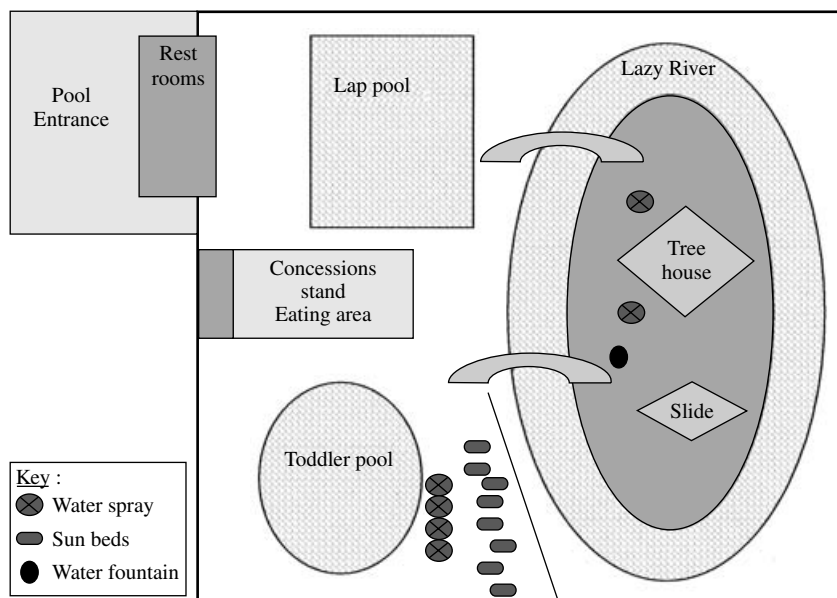 Pool
Entrance
Rest
rooms
Lap pool
Lazy River
Tree
house
Concessions
stand
Eating area
Slide
Toddler pool
Key :
Water spray
Sun beds
Water fountain